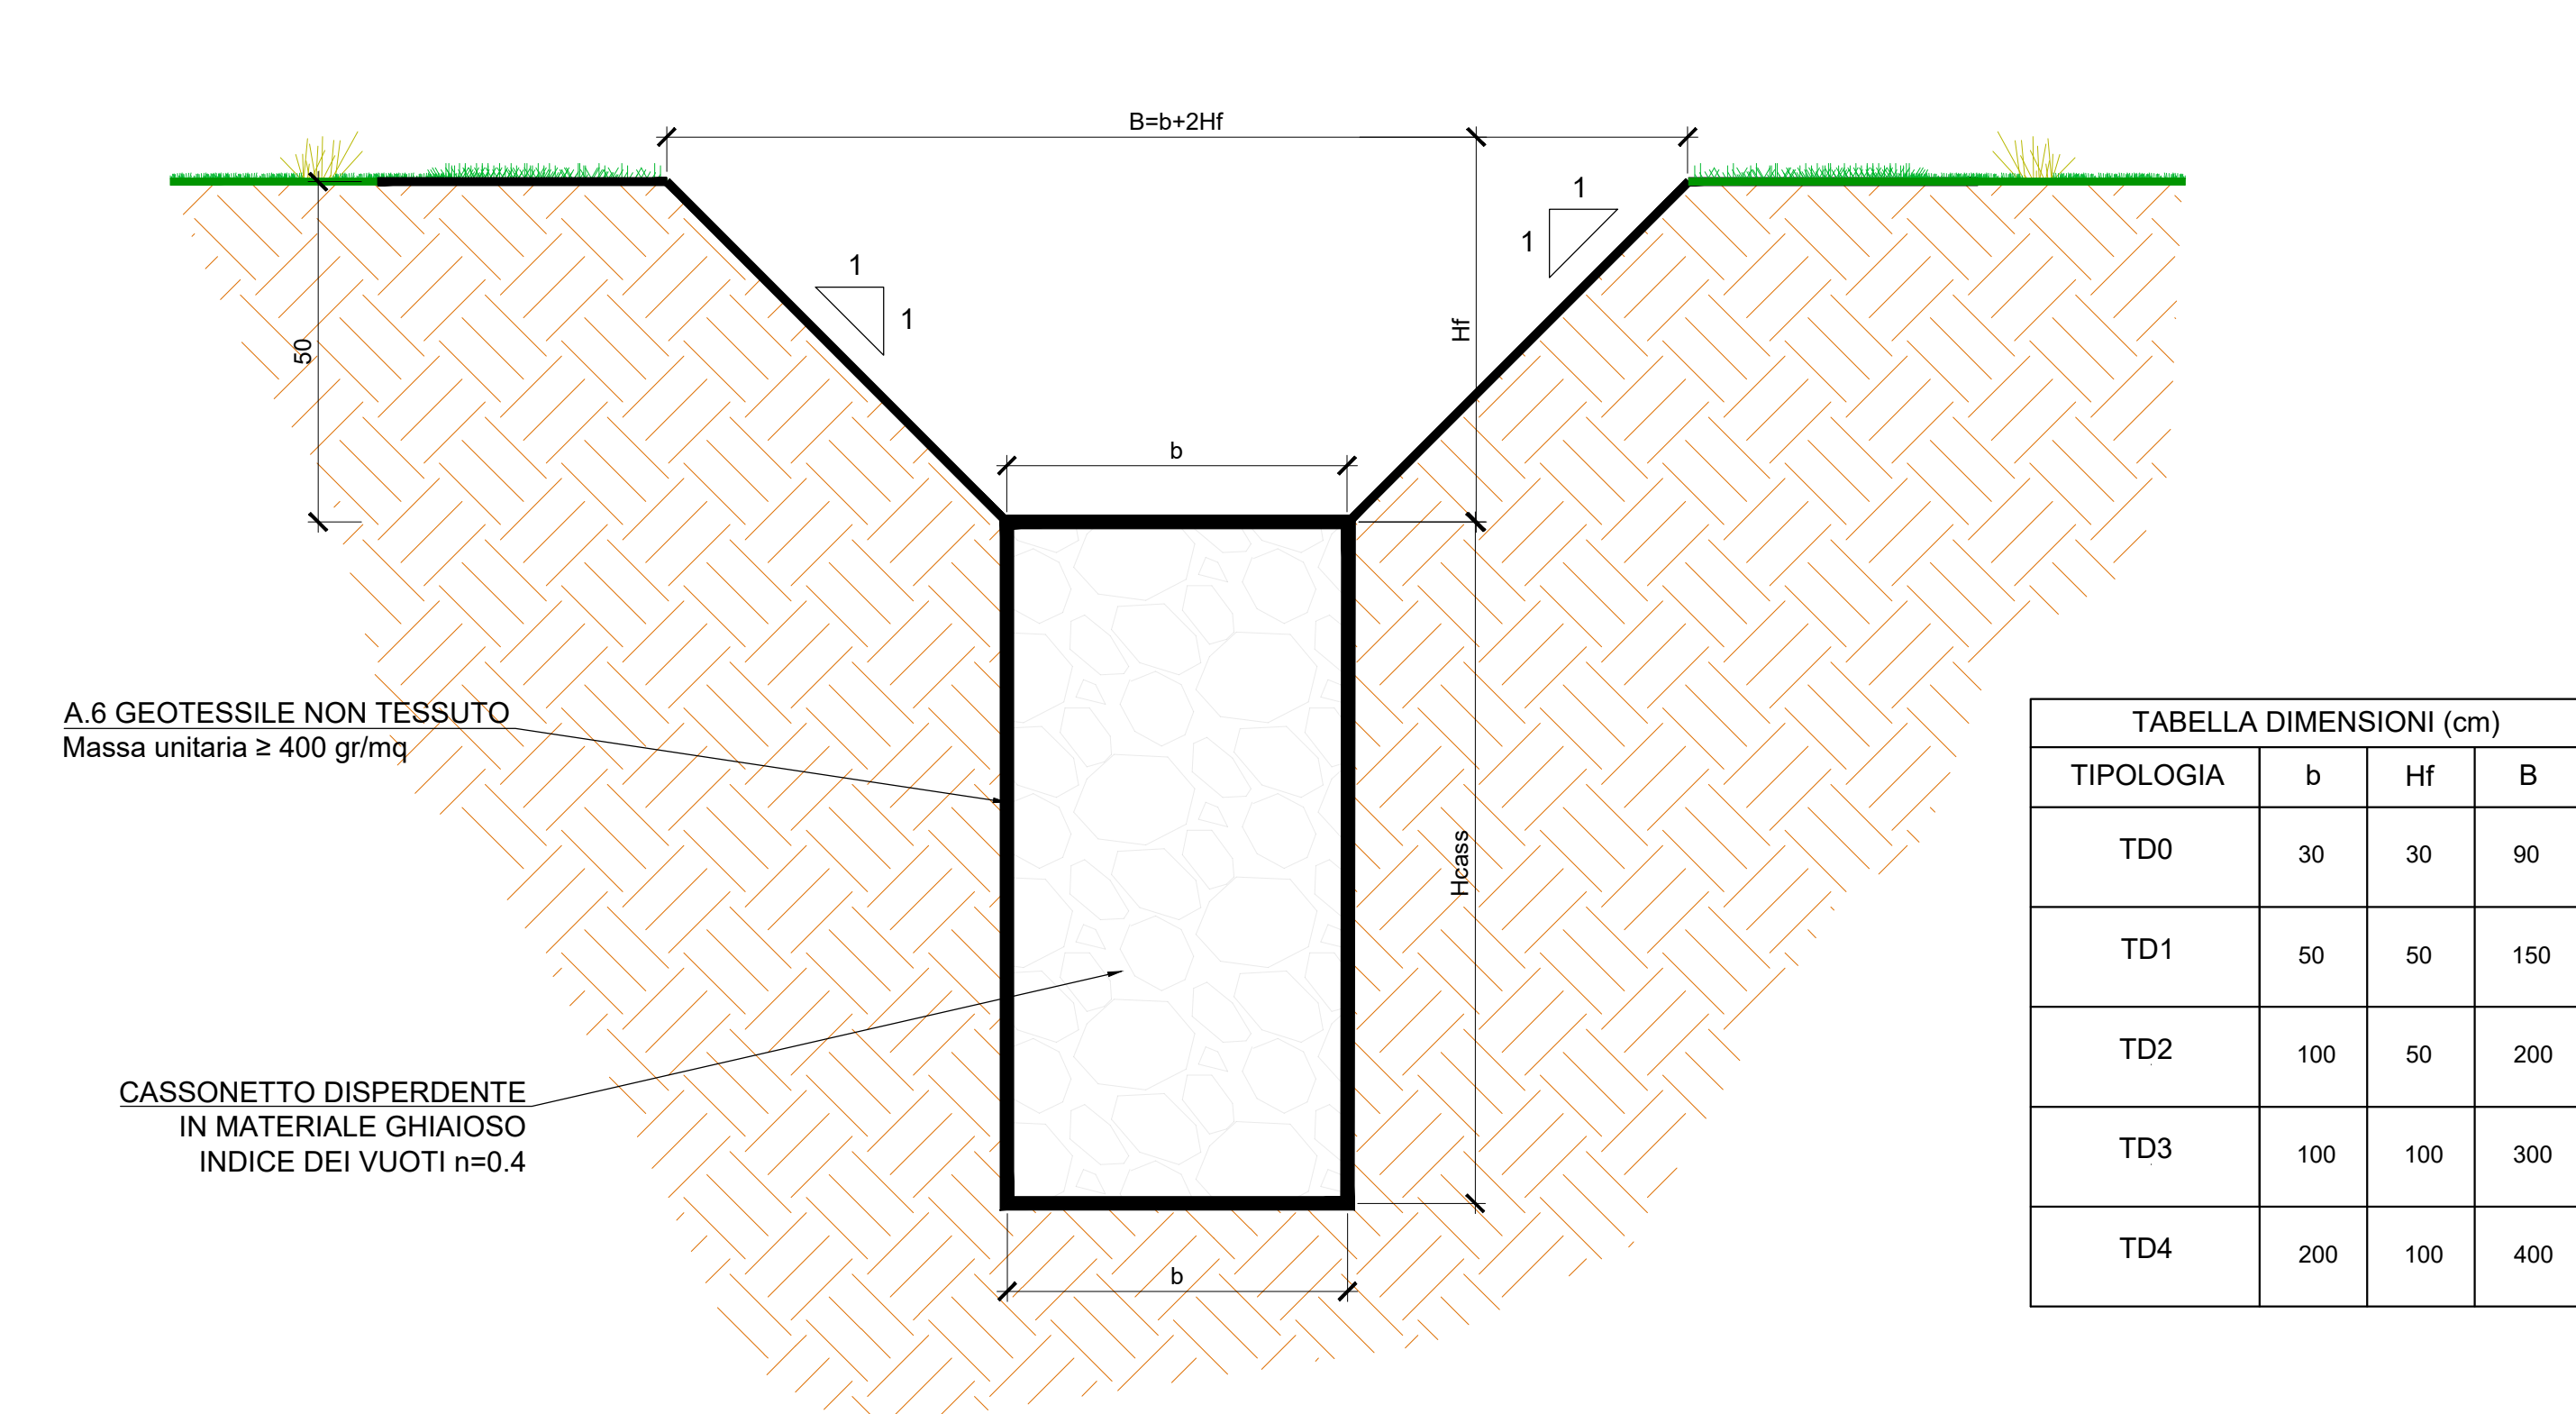 B=b+2Hf
1
1
1
1
50
Hf
b
A.6 GEOTESSILE NON TESSUTO
Massa unitaria ≥ 400 gr/mq
Hcass
CASSONETTO DISPERDENTE
IN MATERIALE GHIAIOSO
INDICE DEI VUOTI n=0.4
b
TABELLA DIMENSIONI (cm)
TIPOLOGIA b Hf B
TD0 30 30 90
TD1 50 50 150
TD2 100 50 200
TD3 100 100 300
TD4 200 100 400